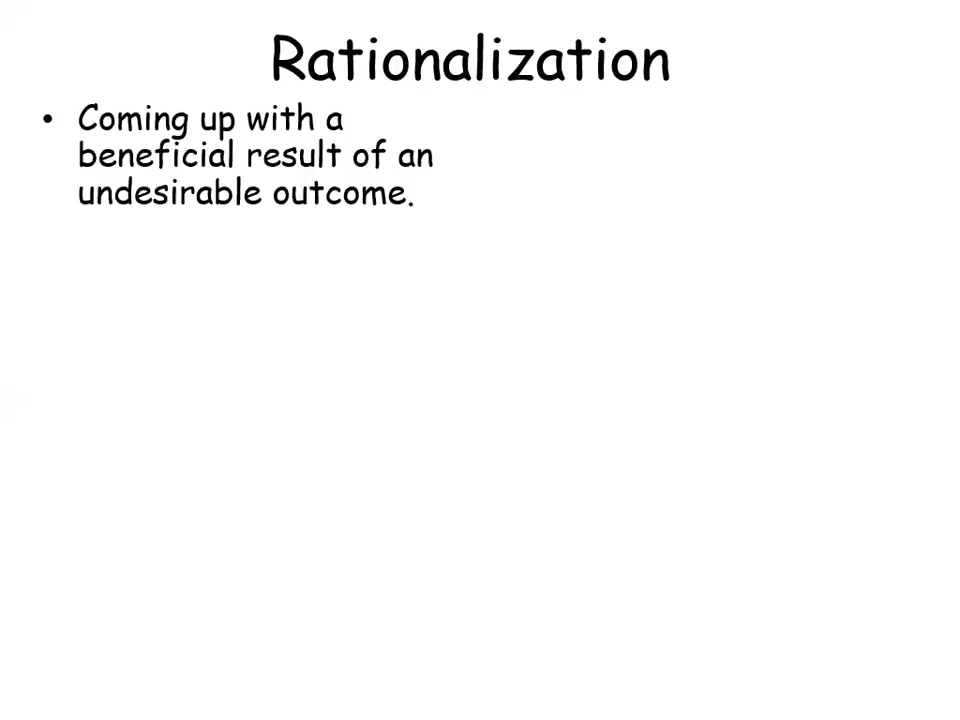 Rationalization
• Coming up with a
beneficial result of an
undesirable outcome.